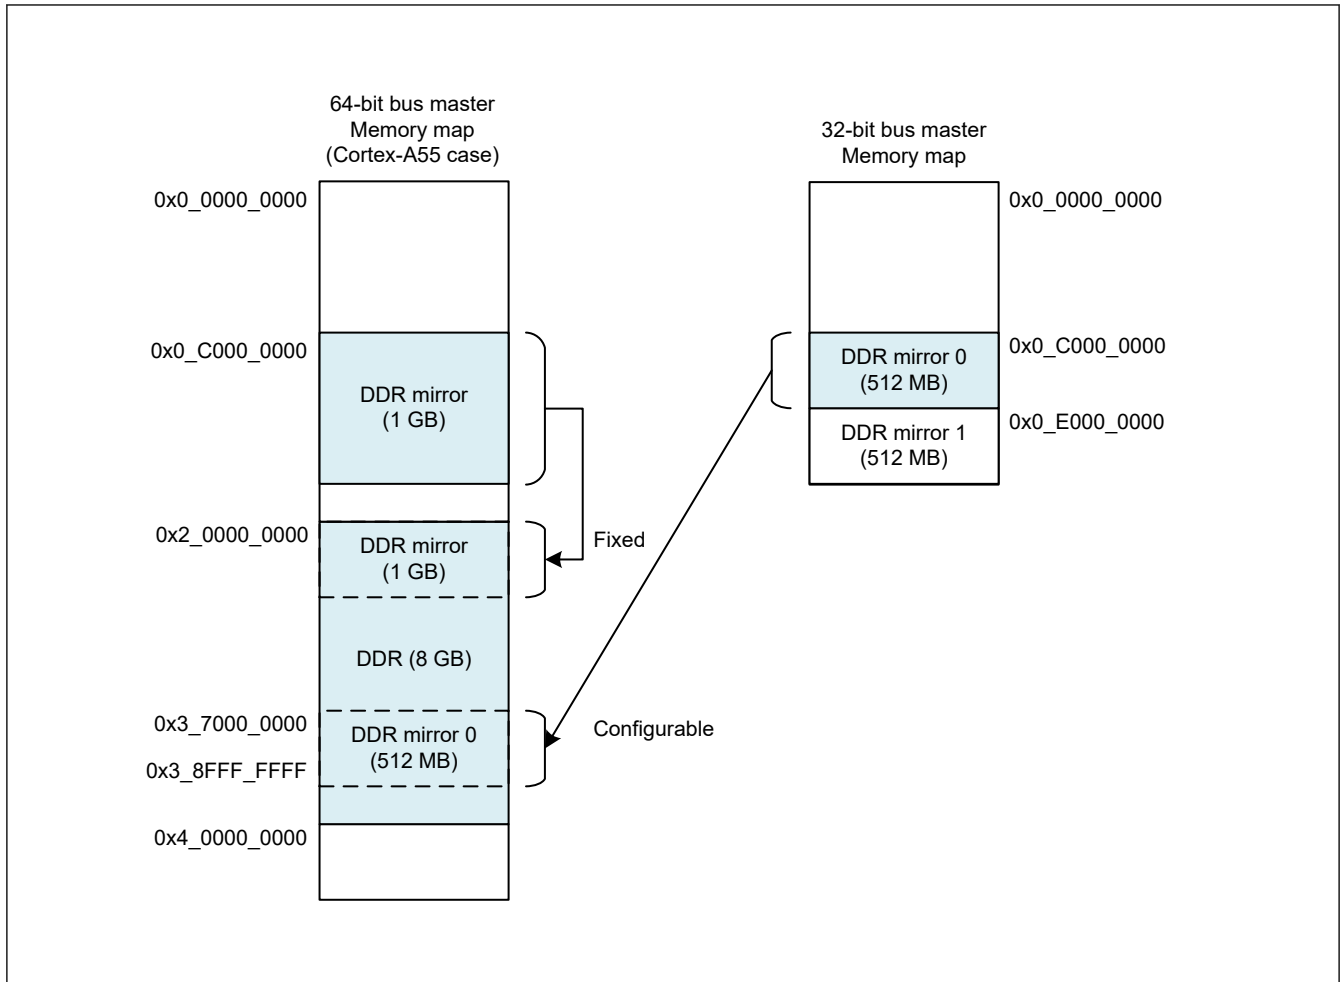 64-bit bus master
Memory map
(Cortex-A55 case)
0x0_0000_0000
0x0_C000_0000
DDR mirror
(1 GB)
0x2_0000_0000
DDR mirror
(1 GB)
Fixed
DDR (8 GB)
0x3_7000_0000
DDR mirror 0
(512 MB)
0x3_8FFF_FFFF
Configurable
0x4_0000_0000
32-bit bus master
Memory map
0x0_0000_0000
DDR mirror 0
(512 MB)
0x0_C000_0000
DDR mirror 1
(512 MB)
0x0_E000_0000